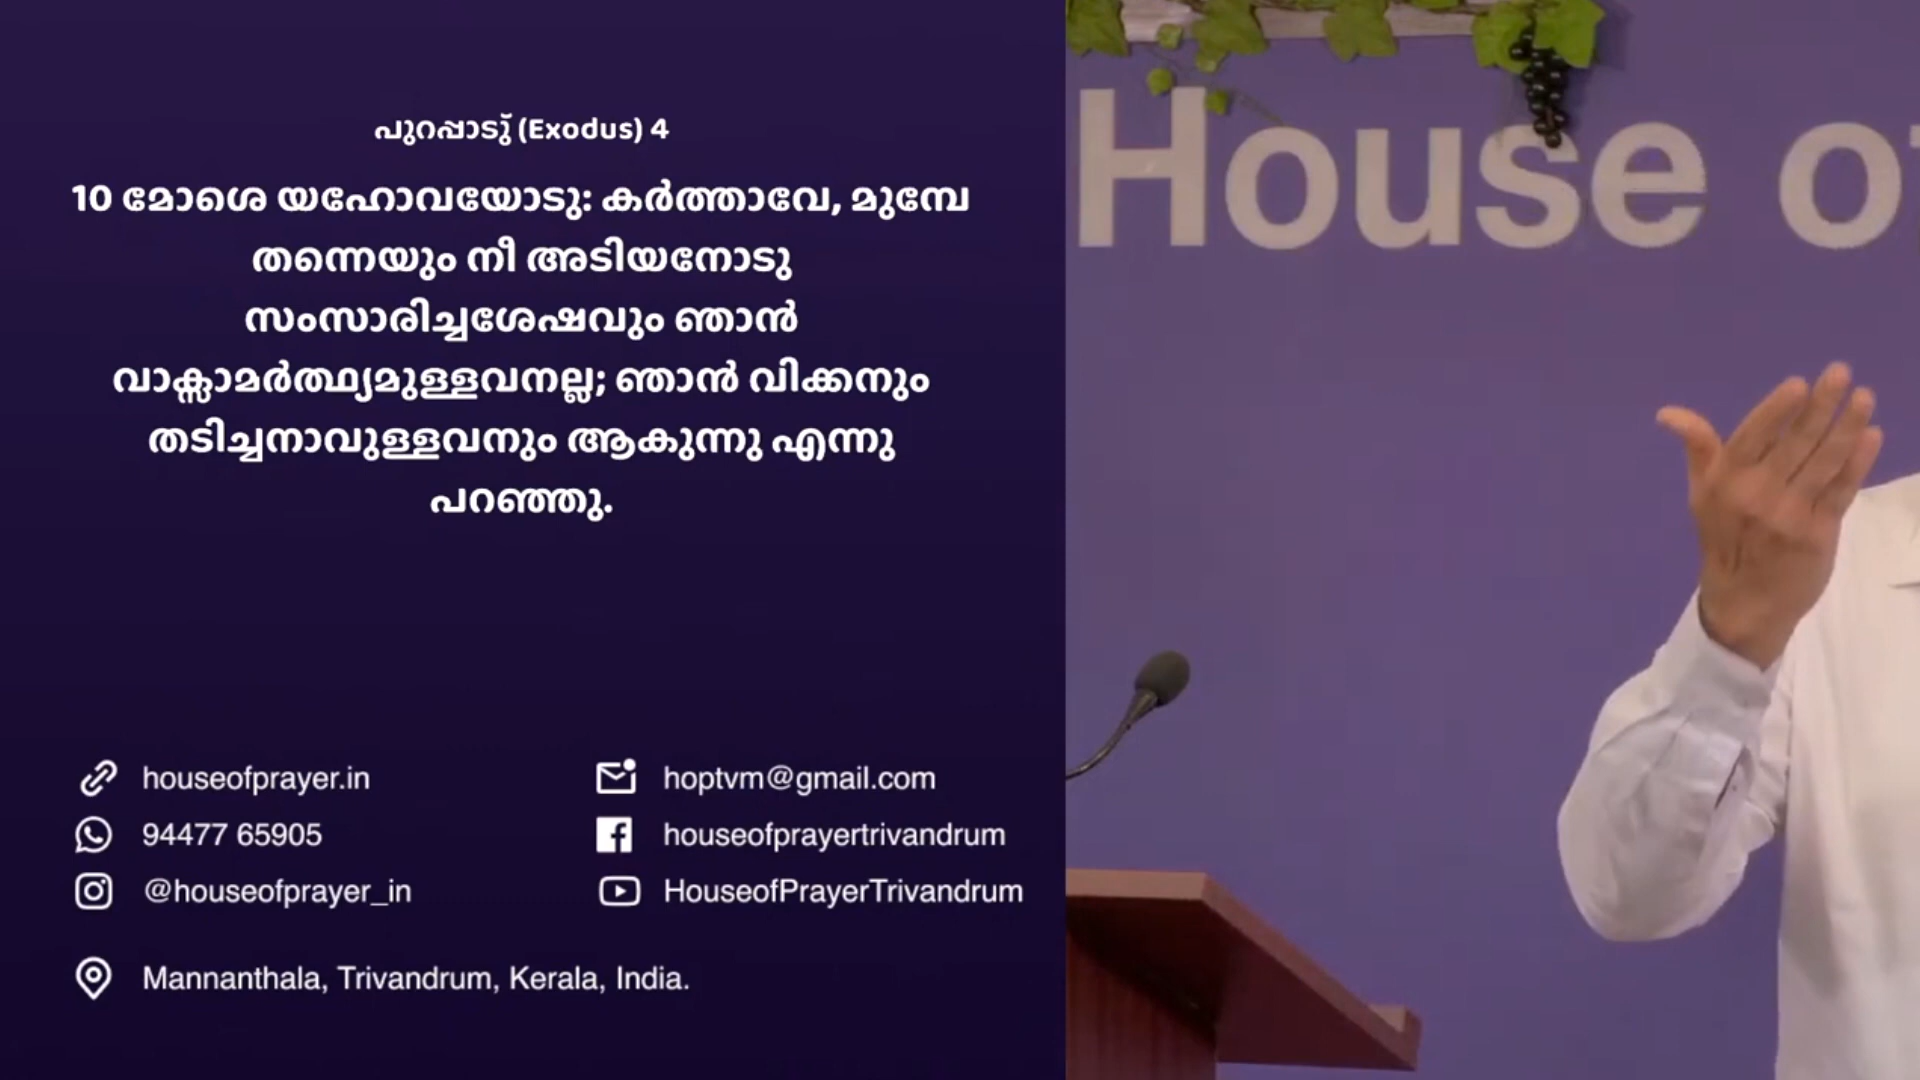 പുറപ്പാടു് (Exodus) 4
10 മോശെ യഹോവയോടു: കർത്താവേ, മുമ്പേ
തന്നെയും നീ അടിയനോടു
സംസാരിച്ചശേഷവും ഞാൻ
വാക്സാമർത്ഥ്യമുള്ളവനല്ല; ഞാൻ വിക്കനും
തടിച്ചനാവുള്ളവനും ആകുന്നു എന്നു
പറഞ്ഞു.
houseofprayer.in
hoptvm@gmail.com
94477 65905
houseofprayertrivandrum
@houseofprayer_in
HouseofPrayerTrivandrum
Mannanthala, Trivandrum, Kerala, India.
House of